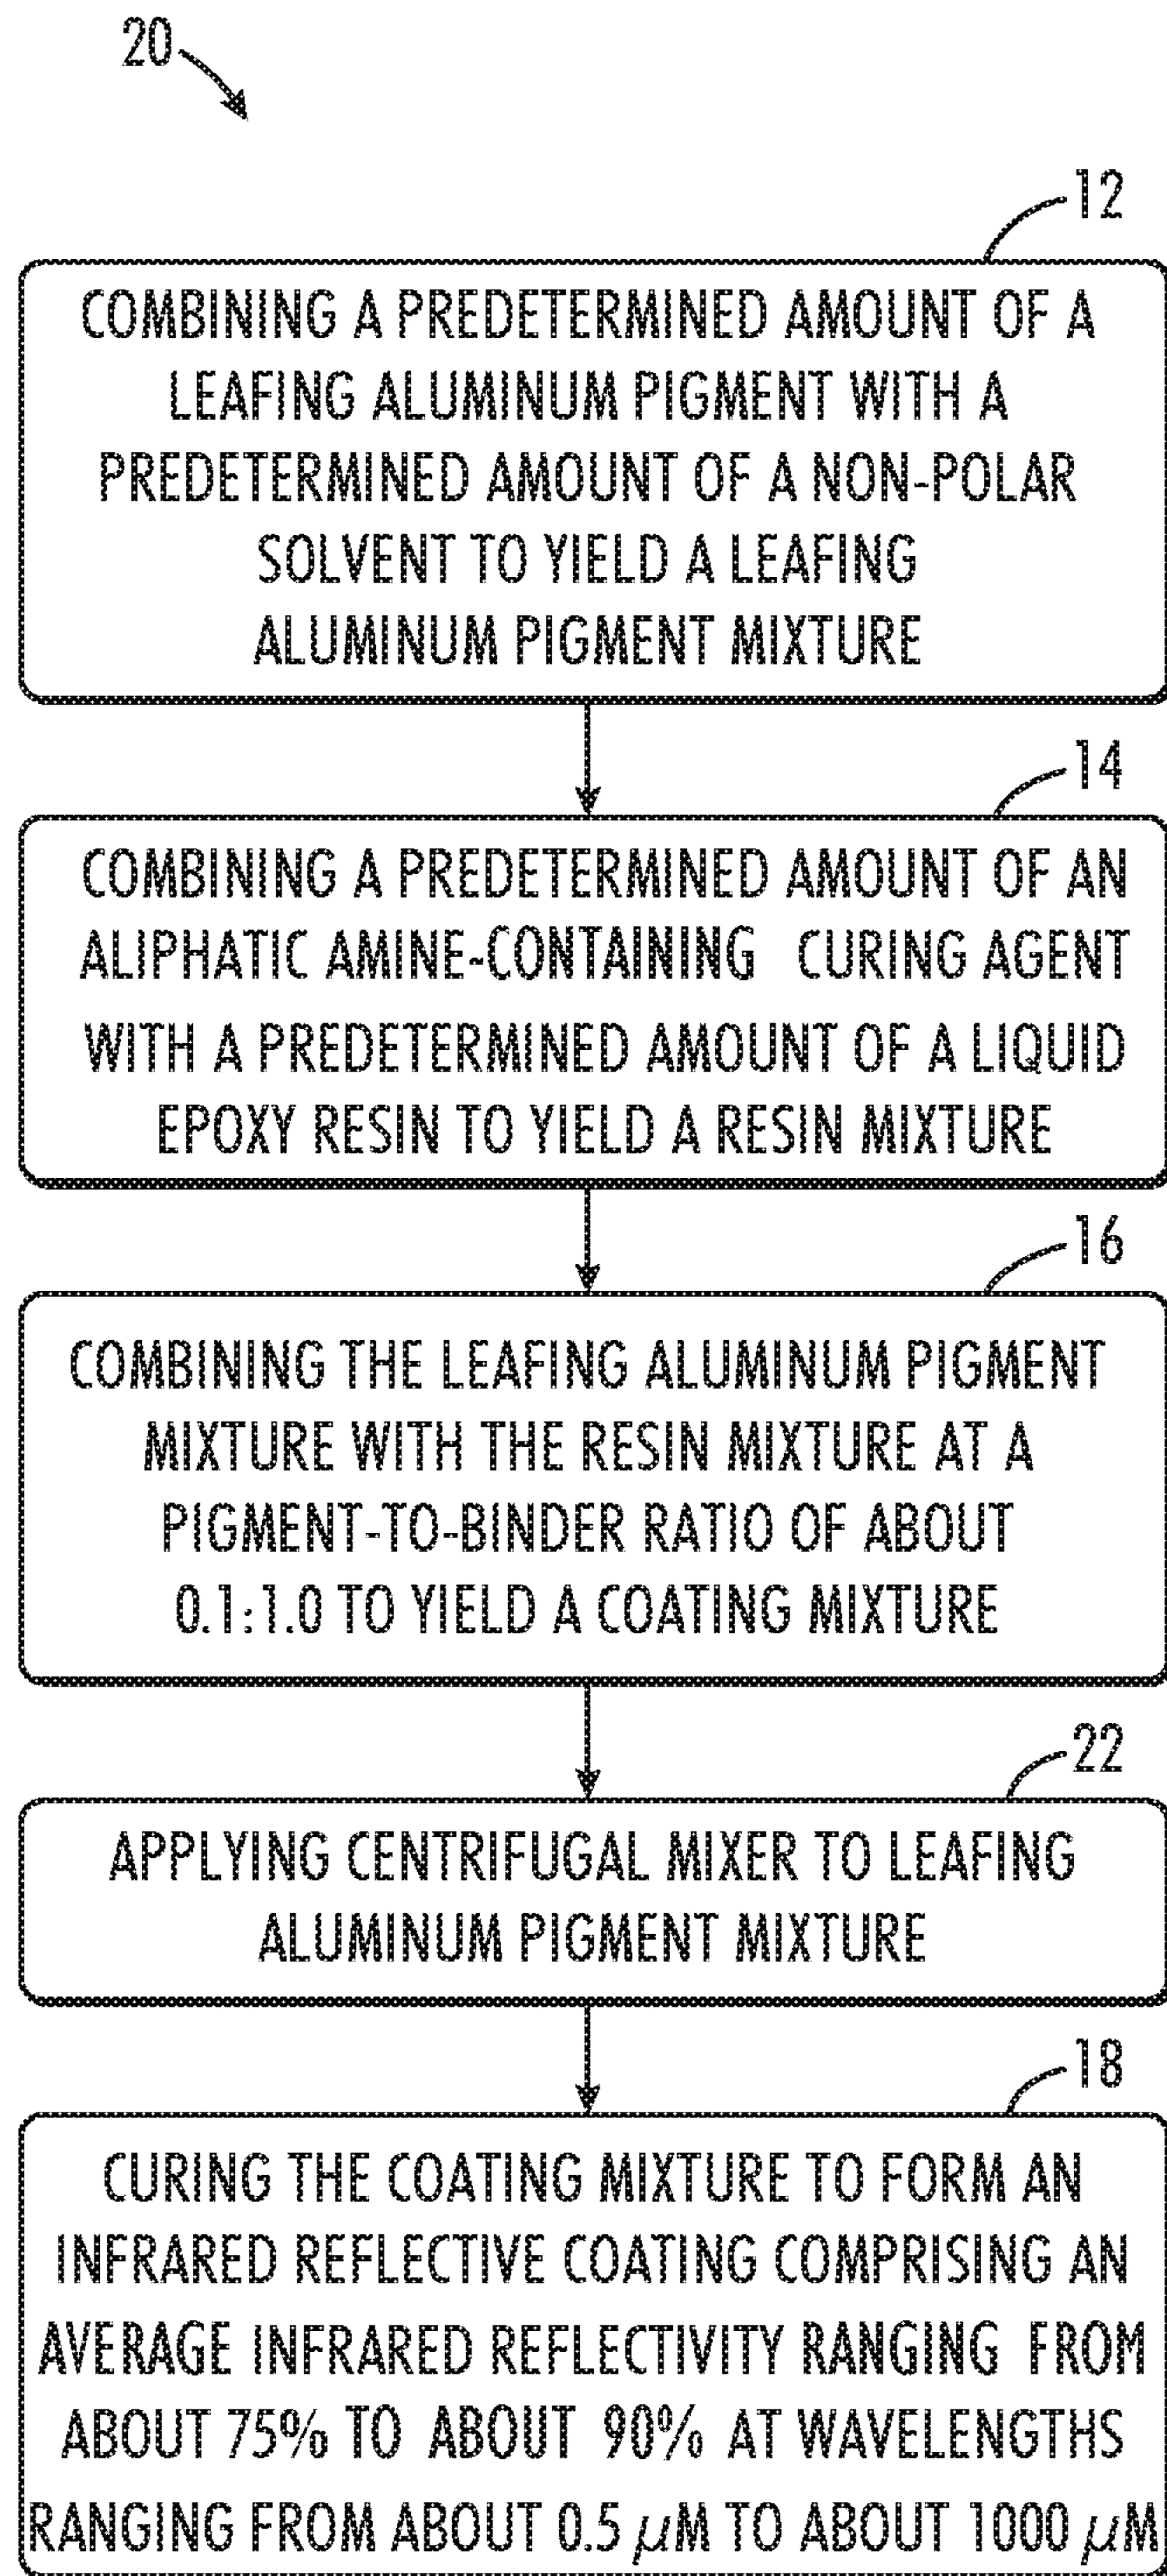 20
12
COMBINING A PREDETERMINED AMOUNT OF A
LEAFING ALUMINUM PIGMENT WITH A
PREDETERMINED AMOUNT OF A NON-POLAR
SOLVENT TO YIELD A LEAFING
ALUMINUM PIGMENT MIXTURE
14
COMBINING A PREDETERMINED AMOUNT OF AN
ALIPHATIC AMINE-CONTAINING CURING AGENT
WITH A PREDETERMINED AMOUNT OF A LIQUID
EPOXY RESIN TO YIELD A RESIN MIXTURE
16
COMBINING THE LEAFING ALUMINUM PIGMENT
MIXTURE WITH THE RESIN MIXTURE AT A
PIGMENT-TO-BINDER RATIO OF ABOUT
0.1:1.0 TO YIELD A COATING MIXTURE
22
APPLYING CENTRIFUGAL MIXER TO LEAFING
ALUMINUM PIGMENT MIXTURE
18
CURING THE COATING MIXTURE TO FORM AN
INFRARED REFLECTIVE COATING COMPRISING AN
AVERAGE INFRARED REFLECTIVITY RANGING FROM
ABOUT 75% TO ABOUT 90% AT WAVELENGTHS
RANGING FROM ABOUT 0.5 μM TO ABOUT 1000 μM